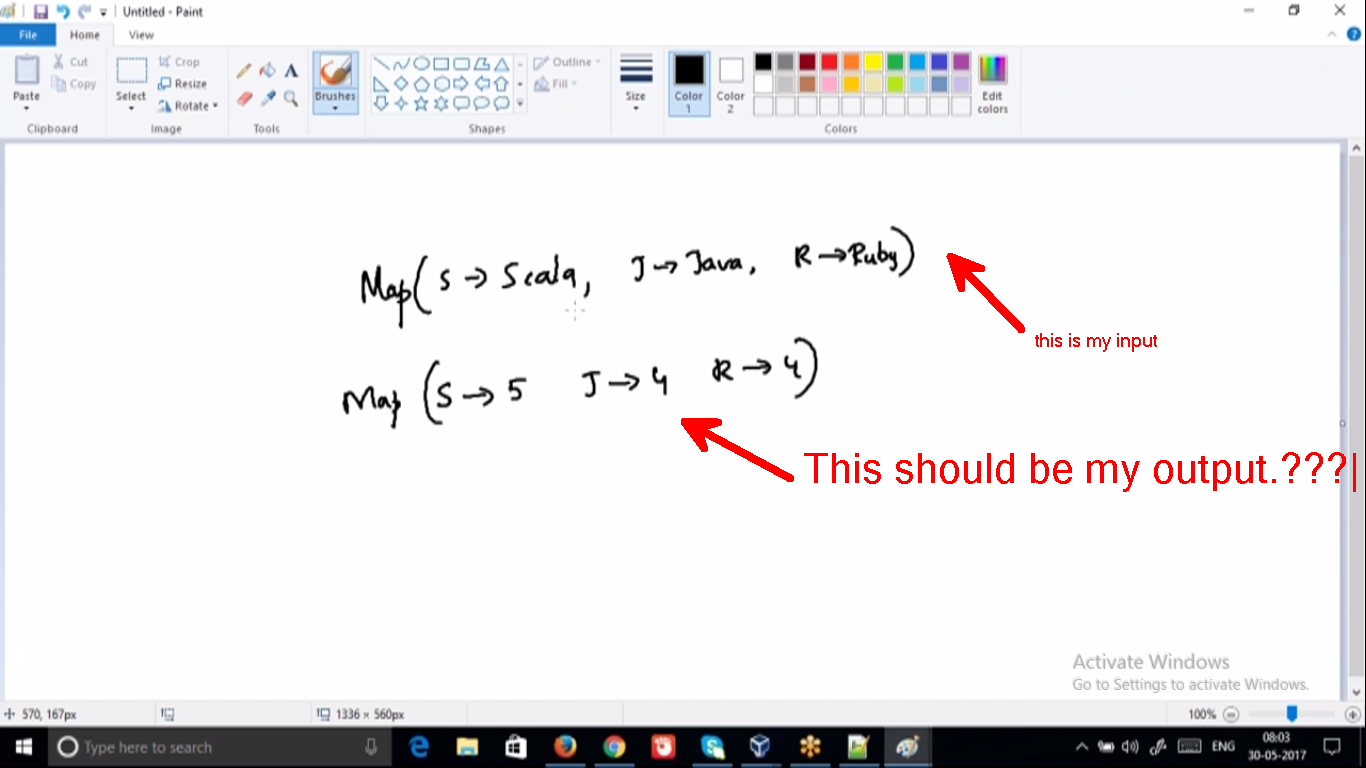 Untitled - Paint
File Home View
Paste Cut Copy Select Crop Resize Rotate A Brushes Outline Fill Size Color 1 Color 2 Edit colors
Clipboard Image Tools Shapes Colors
Map(S → Scala, J → Java, R → Ruby)
this is my input
Map (S → 5 J → 4 R → 4)
This should be my output.???|
Activate Windows
Go to Settings to activate Windows.
570, 167px 1336 × 560px 100%
Type here to search ENG 08:03
30-05-2017